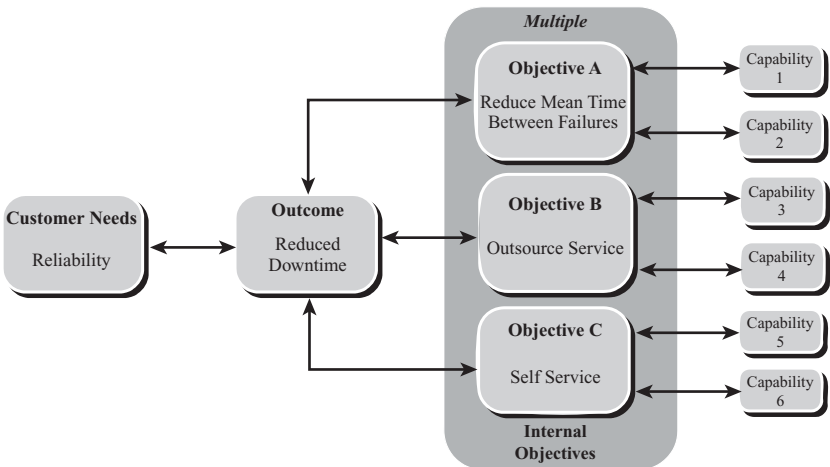 Multiple
Objective A
Reduce Mean Time
Between Failures
Capability
1
Capability
2
Customer Needs
Reliability
Outcome
Reduced
Downtime
Objective B
Outsource Service
Capability
3
Capability
4
Objective C
Self Service
Capability
5
Capability
6
Internal
Objectives